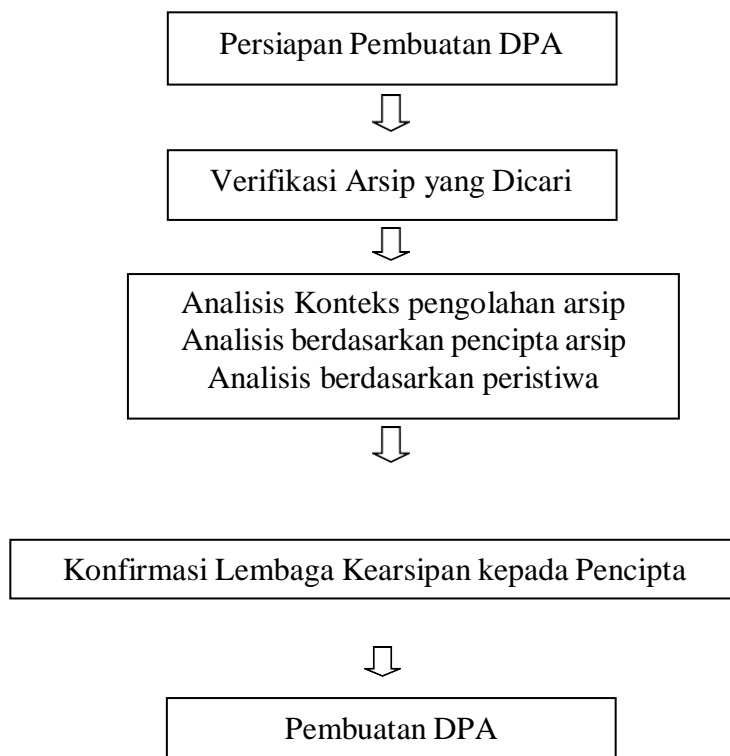 Persiapan Pembuatan DPA
Verifikasi Arsip yang Dicari
Analisis Konteks pengolahan arsip
Analisis berdasarkan pencipta arsip
Analisis berdasarkan peristiwa
Konfirmasi Lembaga Kearsipan kepada Pencipta
Pembuatan DPA